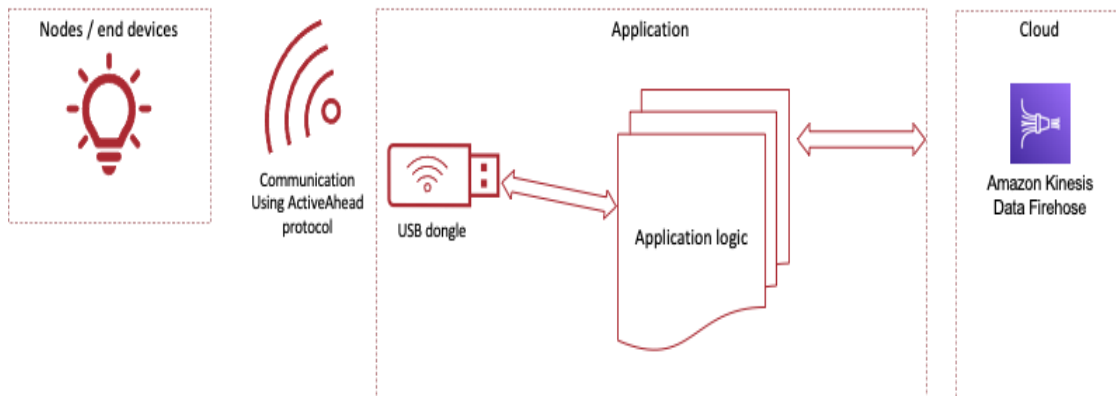 Nodes / end devices
Communication
Using ActiveAhead
protocol
Application
USB dongle
Application logic
Cloud
Amazon Kinesis
Data Firehose